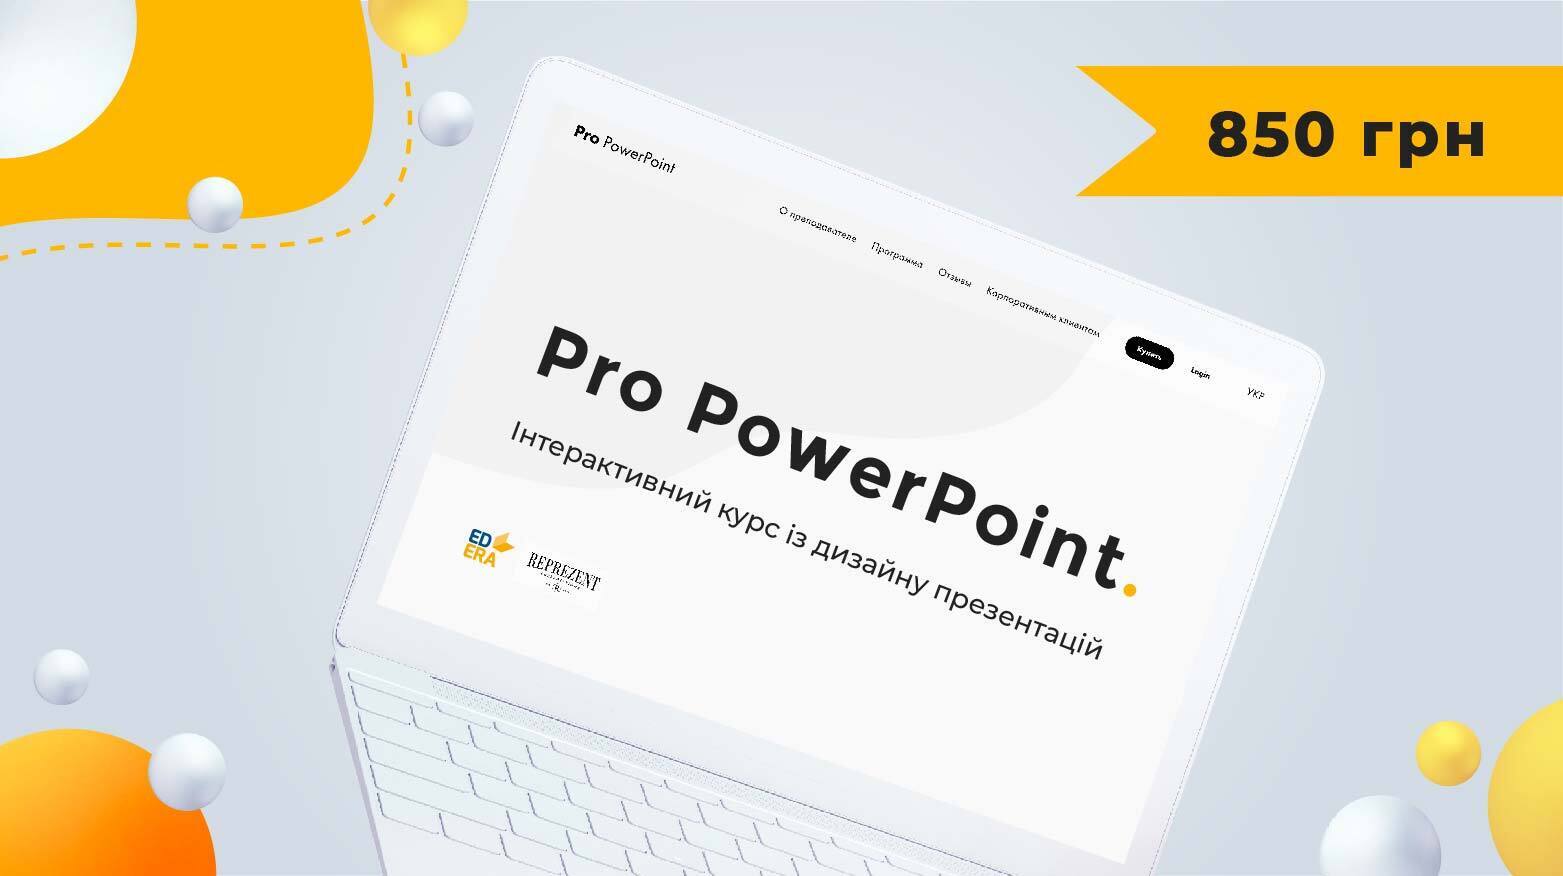 850 грн
Pro PowerPoint
О преподавателе Программа Отзывы Корпоративным клиентам Купить Login УКР
Pro PowerPoint.
Інтерактивний курс із дизайну презентацій
ED
ERA
REPREZENT